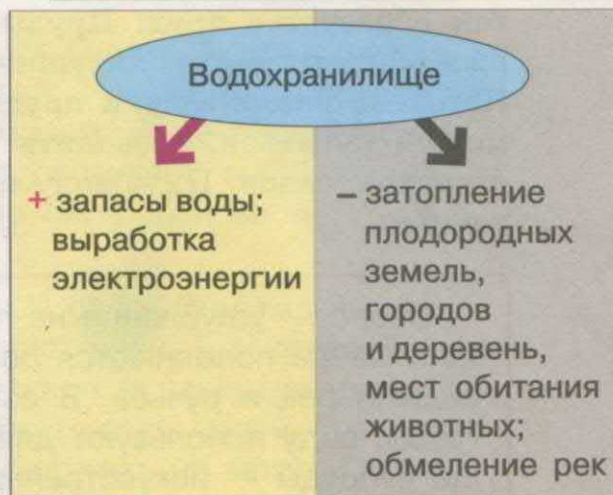 Водохранилище
+ запасы воды;
выработка
электроэнергии
– затопление
плодородных
земель,
городов
и деревень,
мест обитания
животных;
обмеление рек